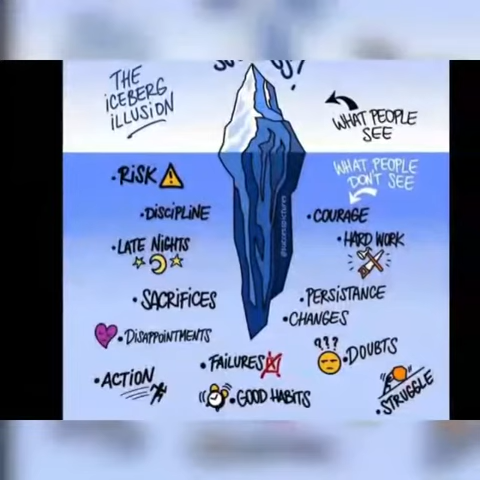 THE
ICEBERG
ILLUSION
WHAT PEOPLE
SEE
WHAT PEOPLE
DON'T SEE
•RISK
•DISCIPLINE
•COURAGE
•LATE NIGHTS
•HARD WORK
•SACRIFICES
•PERSISTANCE
•CHANGES
•DISAPPOINTMENTS
•FAILURES
???
•DOUBTS
•ACTION
•GOOD HABITS
•STRUGGLE